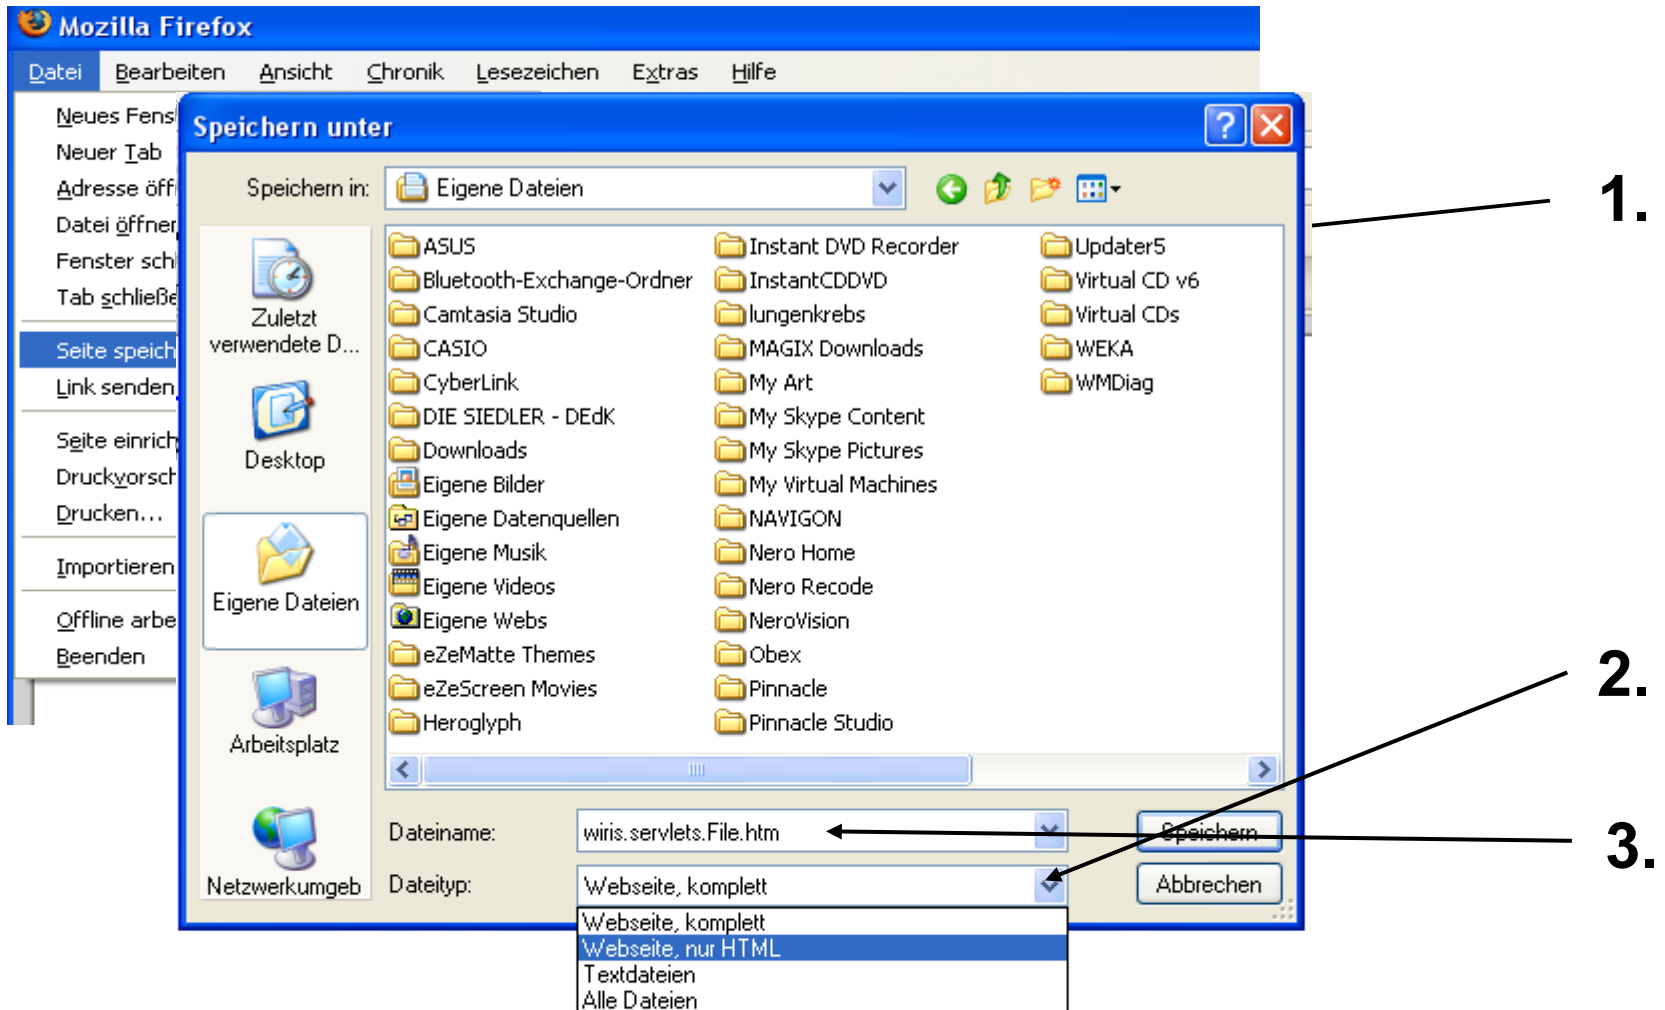 Mozilla Firefox
Datei Bearbeiten Ansicht Chronik Lesezeichen Extras Hilfe
Neues Fens
Neuer Tab
Adresse öff
Datei öffner
Fenster schl
Tab schließe
Seite speich
Link senden
Seite einrich
Druckvorsch
Drucken...
Importieren
Offline arbe
Beenden
Speichern unter
Speichern in: Eigene Dateien
Zuletzt
verwendete D...
Desktop
Eigene Dateien
Arbeitsplatz
Netzwerkumgeb
ASUS
Bluetooth-Exchange-Ordner
Camtasia Studio
CASIO
CyberLink
DIE SIEDLER - DEdK
Downloads
Eigene Bilder
Eigene Datenquellen
Eigene Musik
Eigene Videos
Eigene Webs
eZeMatte Themes
eZeScreen Movies
Heroglyph
Instant DVD Recorder
InstantCDDVD
lungenkrebs
MAGIX Downloads
My Art
My Skype Content
My Skype Pictures
My Virtual Machines
NAVIGON
Nero Home
Nero Recode
NeroVision
Obex
Pinnacle
Pinnacle Studio
Updater5
Virtual CD v6
Virtual CDs
WEKA
WMDiag
Dateiname: wiris.servlets.File.htm Speichern
Dateityp: Webseite, komplett Abbrechen
Webseite, komplett
Webseite, nur HTML
Textdateien
Alle Dateien
1.
2.
3.